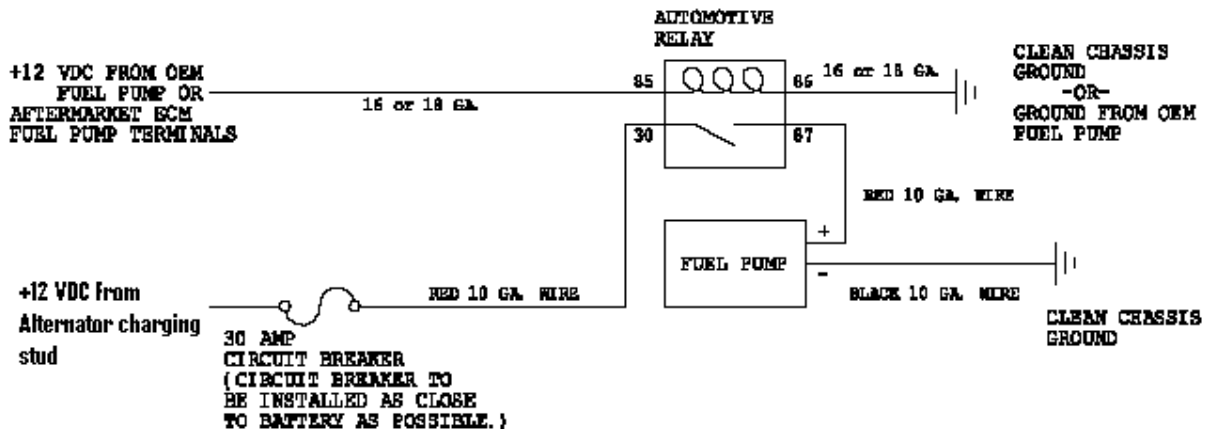 AUTOMOTIVE
RELAY
+12 VDC FROM OEM
FUEL PUMP OR
AFTERMARKET ECM
FUEL PUMP TERMINALS
16 or 18 GA.
85
86
16 or 18 GA.
CLEAN CHASSIS
GROUND
-OR-
GROUND FROM OEM
FUEL PUMP
30
87
RED 10 GA. WIRE
FUEL PUMP
+
-
BLACK 10 GA. WIRE
CLEAN CHASSIS
GROUND
+12 VDC From
Alternator charging
stud
RED 10 GA. WIRE
30 AMP
CIRCUIT BREAKER
(CIRCUIT BREAKER TO
BE INSTALLED AS CLOSE
TO BATTERY AS POSSIBLE.)